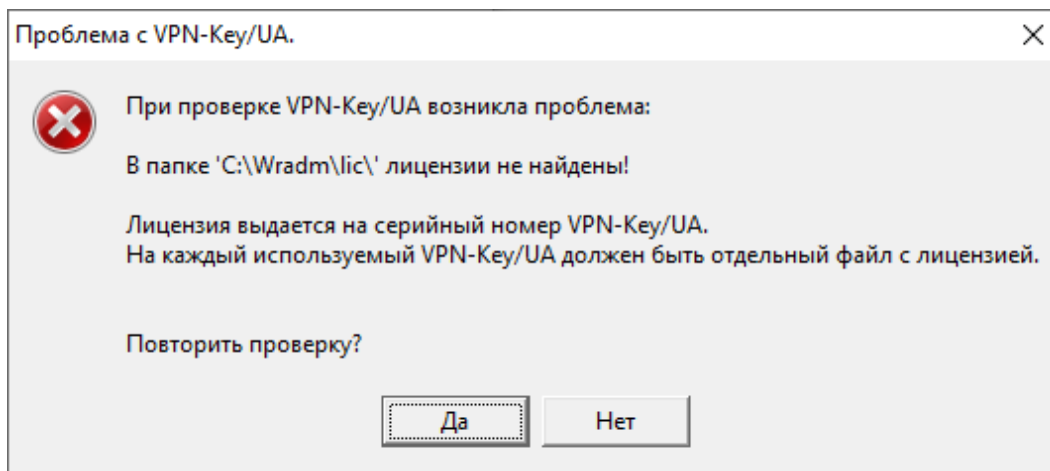 Проблема с VPN-Key/UA.
При проверке VPN-Key/UA возникла проблема:
В папке 'C:\Wradm\lic\' лицензии не найдены!
Лицензия выдается на серийный номер VPN-Key/UA.
На каждый используемый VPN-Key/UA должен быть отдельный файл с лицензией.
Повторить проверку?
Да
Нет